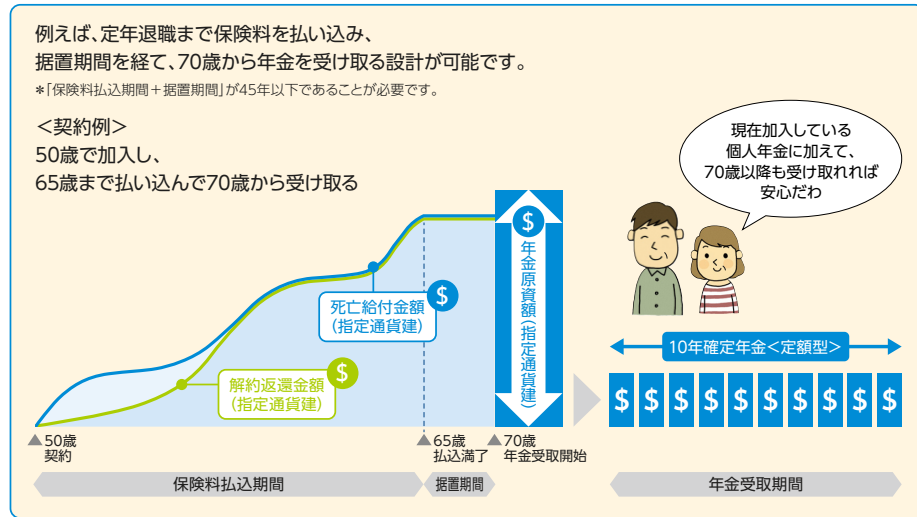 例えば、定年退職まで保険料を払い込み、
据置期間を経て、70歳から年金を受け取る設計が可能です。
*「保険料払込期間＋据置期間」が45年以下であることが必要です。
＜契約例＞
50歳で加入し、
65歳まで払い込んで70歳から受け取る
現在加入している
個人年金に加えて、
70歳以降も受け取れれば
安心だわ
$
年金原資額（指定通貨建）
死亡給付金額
（指定通貨建）
$
解約返還金額
（指定通貨建）
$
10年確定年金＜定額型＞
$ $ $ $ $ $ $ $ $ $
▲50歳
契約
▲65歳
払込満了
▲70歳
年金受取開始
保険料払込期間
据置期間
年金受取期間